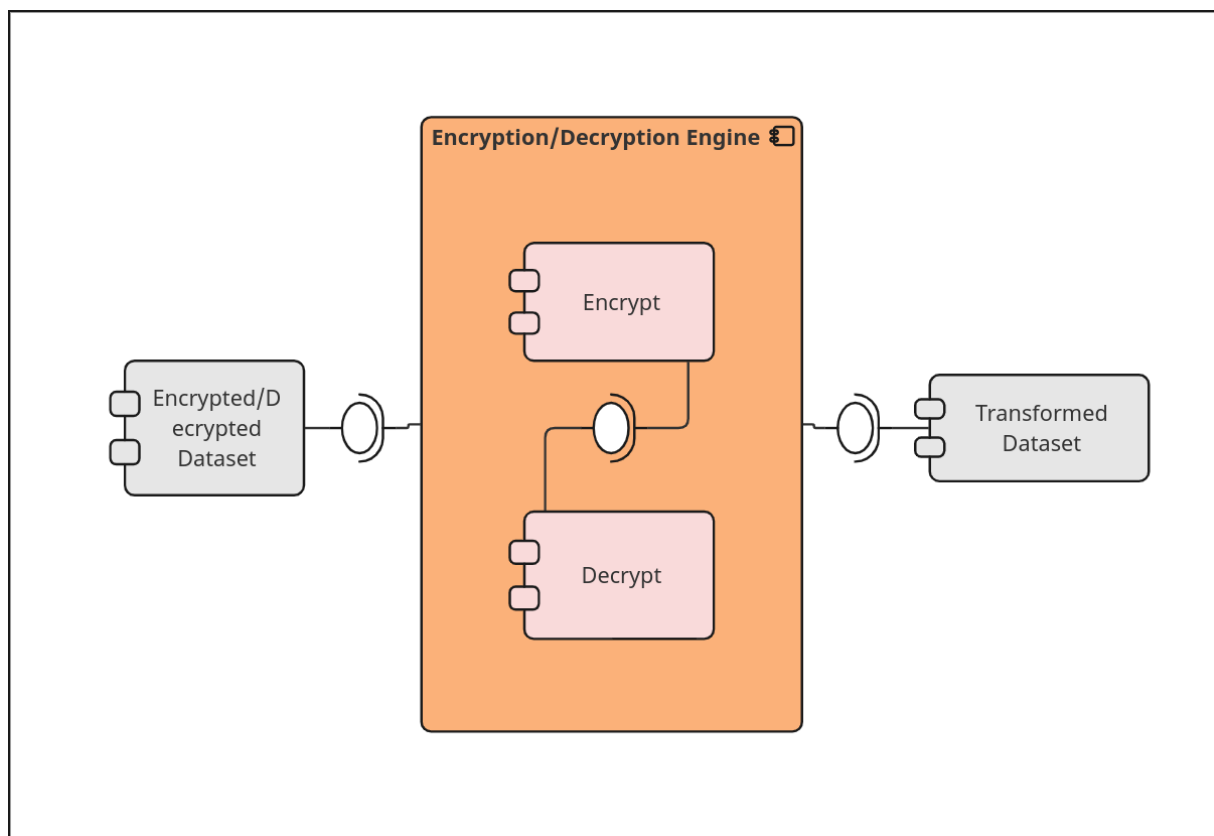 Encryption/Decryption Engine
Encrypt
Encrypted/D
ecrypted
Dataset
Transformed
Dataset
Decrypt